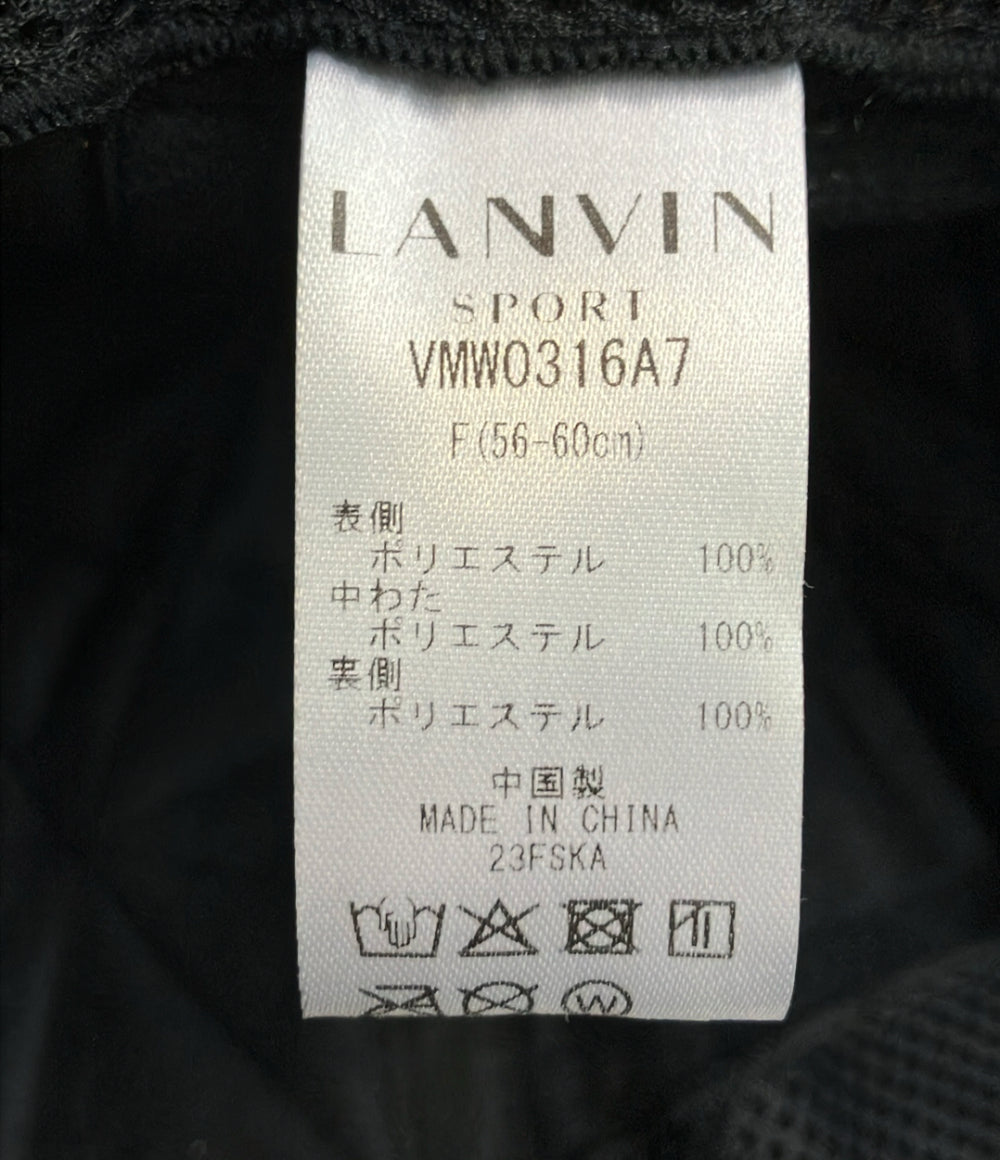 LANVIN
SPORT
VMW0316A7
F(56-60cm)
表側
ポリエステル 100%
中わた
ポリエステル 100%
裏側
ポリエステル 100%
中国製
MADE IN CHINA
23FSKA
W